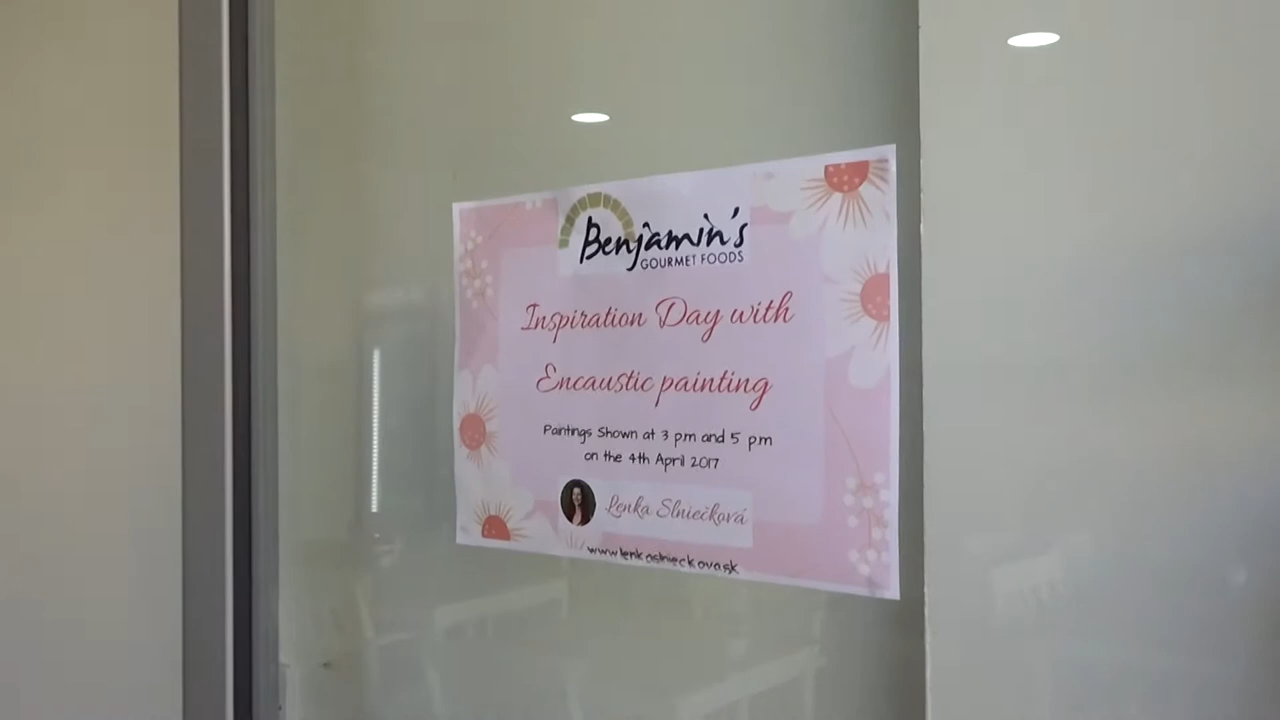 Benjamin's
GOURMET FOODS
Inspiration Day with
Encaustic painting
Paintings Shown at 3 pm and 5 pm
on the 4th April 2017
Lenka Slniečková
www.lenkaslnieckova.sk